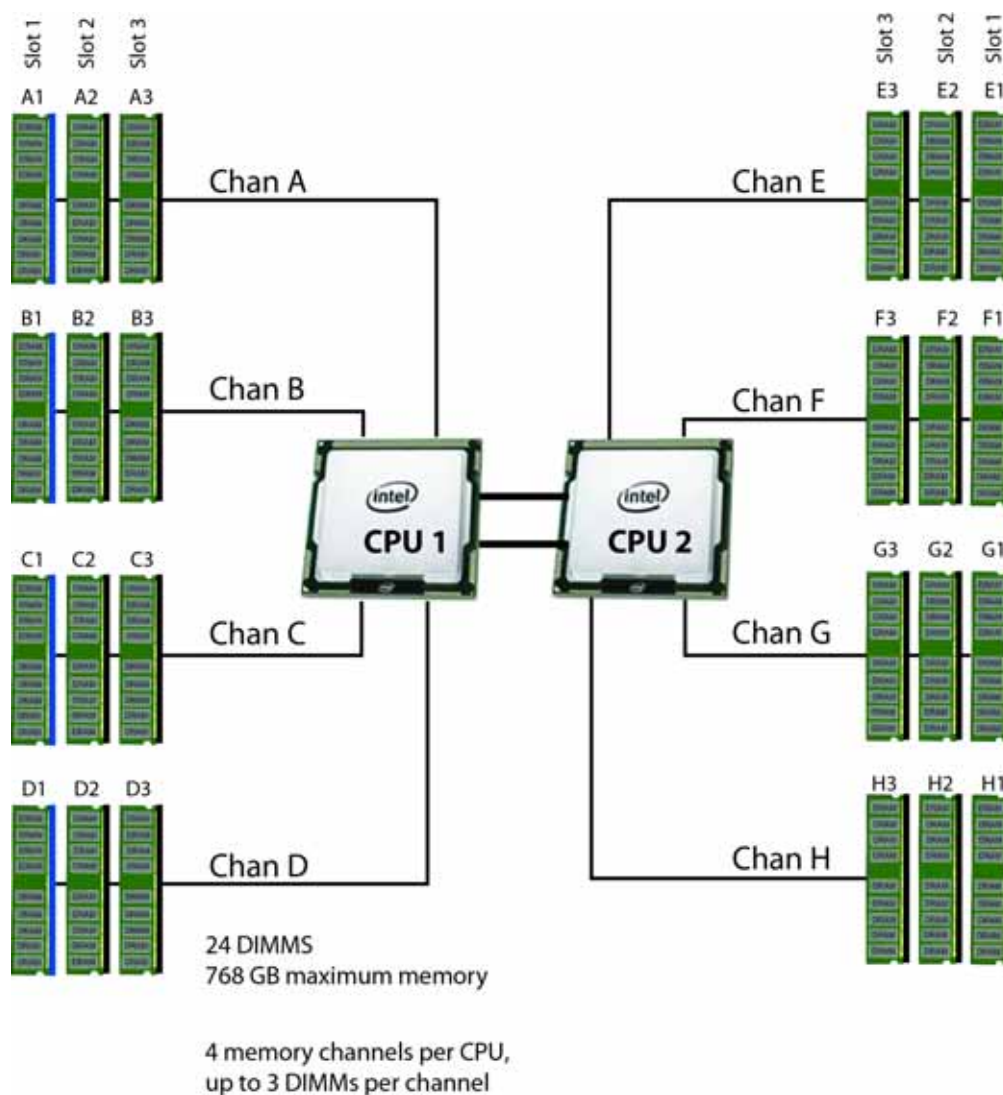 Slot 1
Slot 2
Slot 3
Slot 3
Slot 2
Slot 1
A1 A2 A3
E3 E2 E1
Chan A
Chan E
B1 B2 B3
F3 F2 F1
Chan B
Chan F
intel
CPU 1
intel
CPU 2
C1 C2 C3
G3 G2 G1
Chan C
Chan G
D1 D2 D3
H3 H2 H1
Chan D
Chan H
24 DIMMS
768 GB maximum memory
4 memory channels per CPU,
up to 3 DIMMs per channel